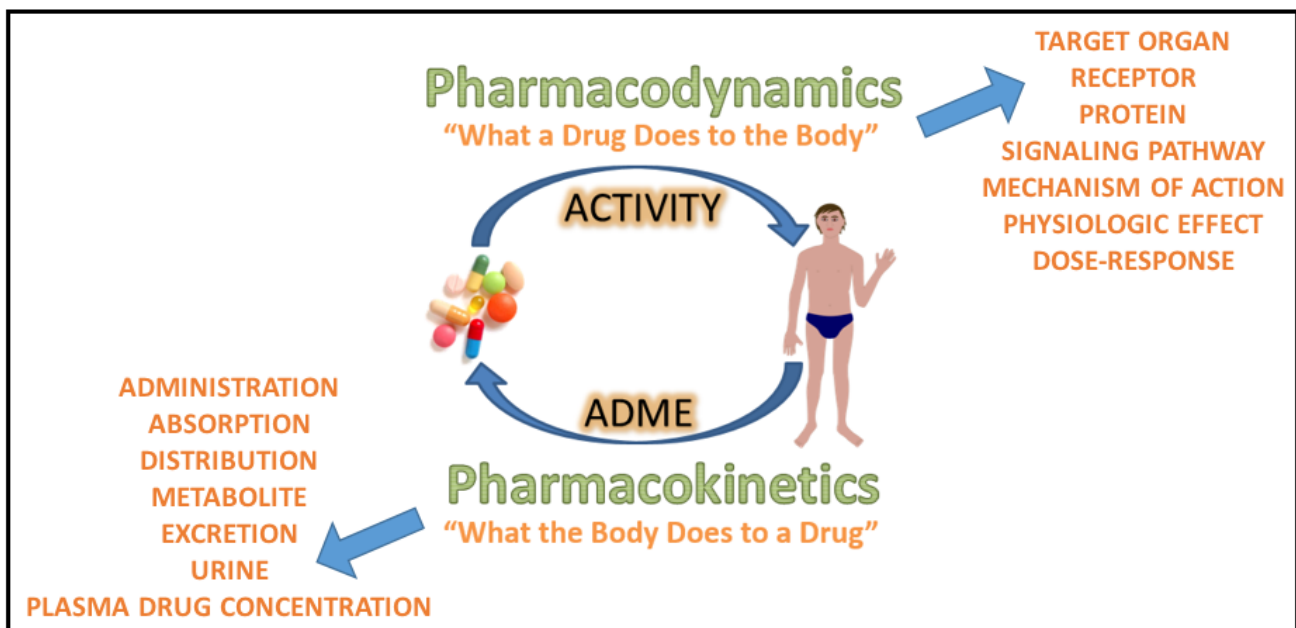 Pharmacodynamics
“What a Drug Does to the Body”
TARGET ORGAN
RECEPTOR
PROTEIN
SIGNALING PATHWAY
MECHANISM OF ACTION
PHYSIOLOGIC EFFECT
DOSE-RESPONSE
ACTIVITY
ADME
Pharmacokinetics
“What the Body Does to a Drug”
ADMINISTRATION
ABSORPTION
DISTRIBUTION
METABOLITE
EXCRETION
URINE
PLASMA DRUG CONCENTRATION